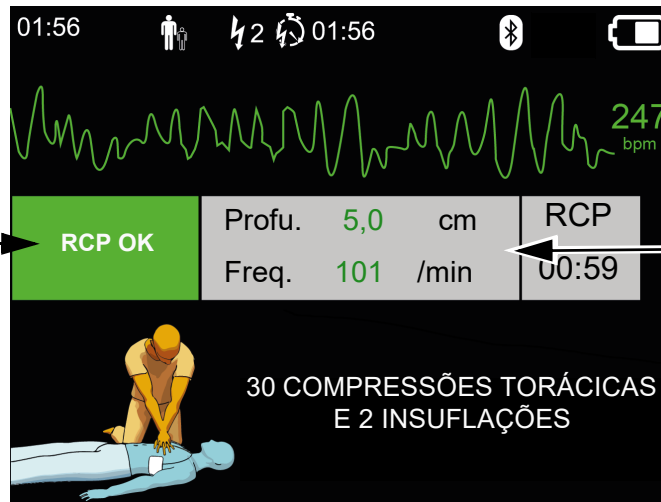 01:56 2 01:56
247
bpm
RCP OK
Profu. 5,0 cm
Freq. 101 /min
RCP
00:59
30 COMPRESSÕES TORÁCICAS
E 2 INSUFLAÇÕES